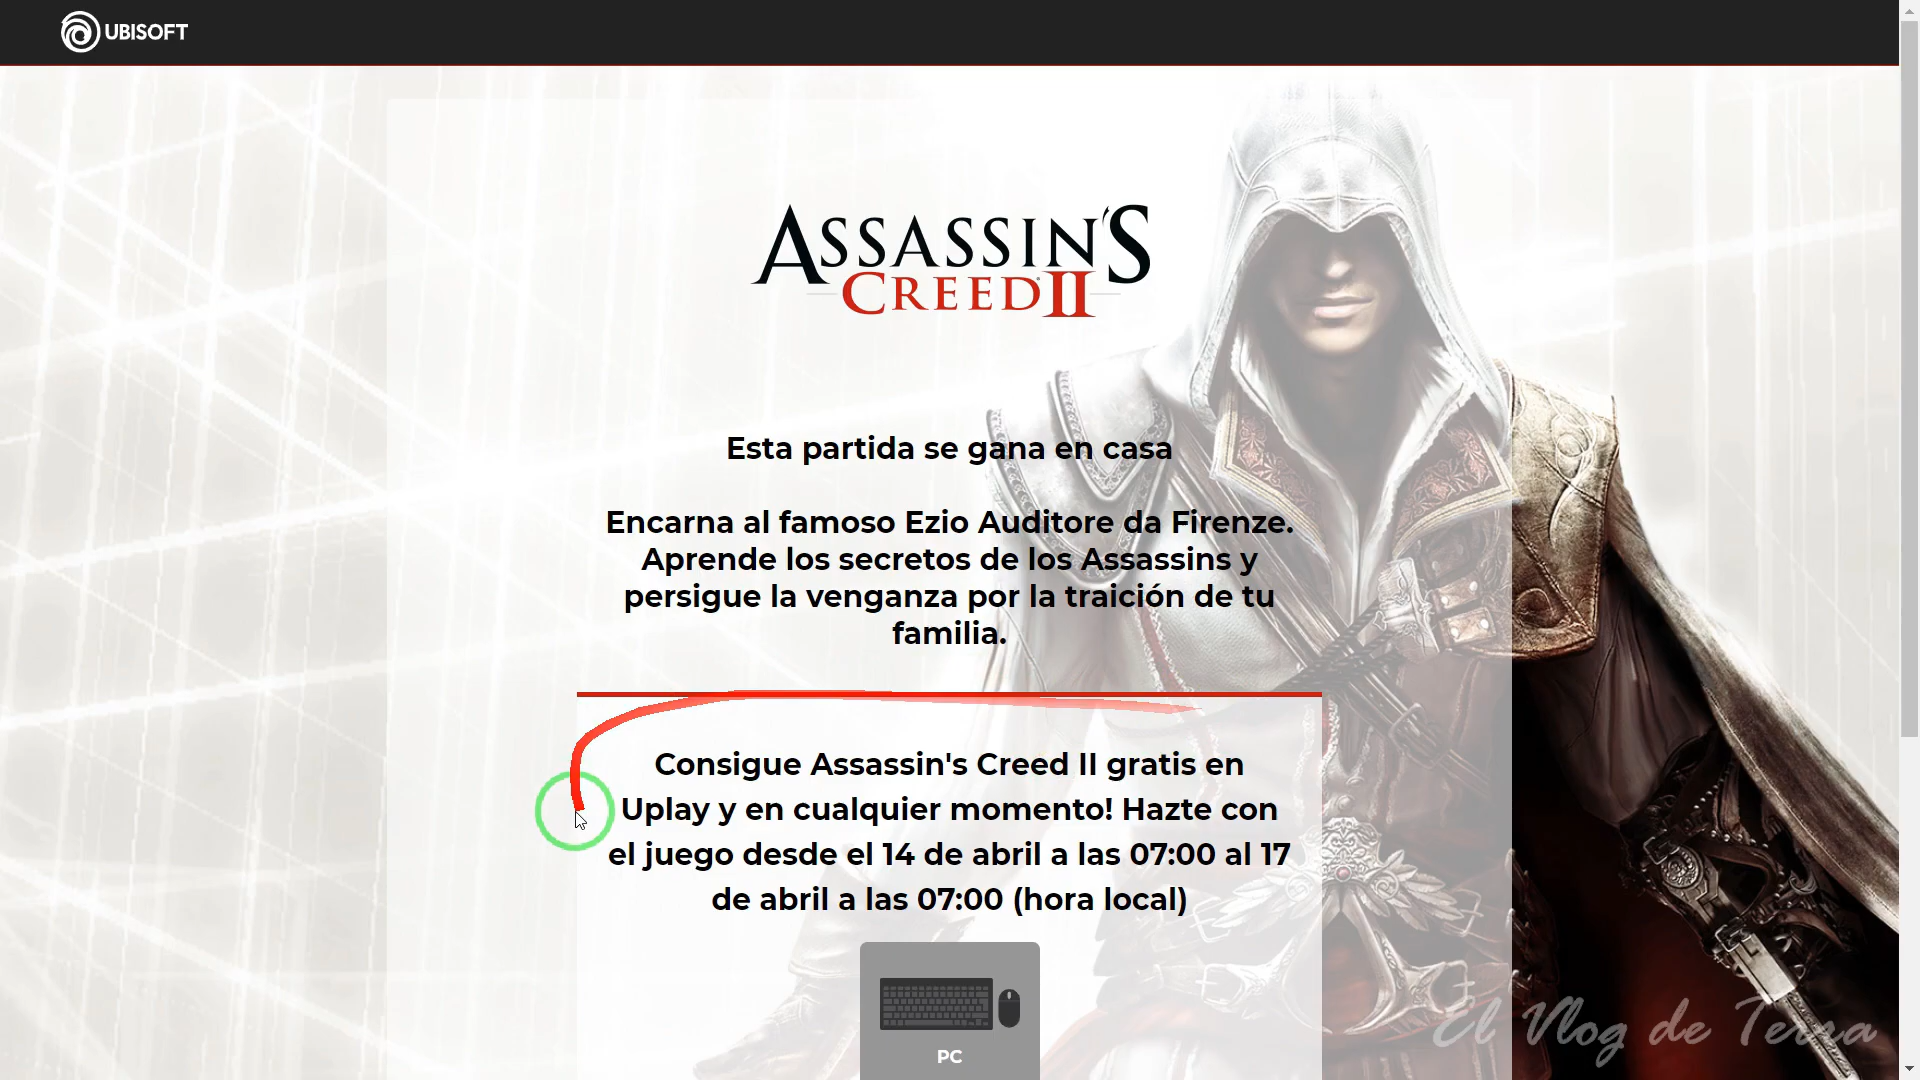 UBISOFT
ASSASSIN'S
CREED II
Esta partida se gana en casa
Encarna al famoso Ezio Auditore da Firenze.
Aprende los secretos de los Assassins y
persigue la venganza por la traición de tu
familia.
Consigue Assassin's Creed II gratis en
Uplay y en cualquier momento! Hazte con
el juego desde el 14 de abril a las 07:00 al 17
de abril a las 07:00 (hora local)
PC
El Vlog de Terra